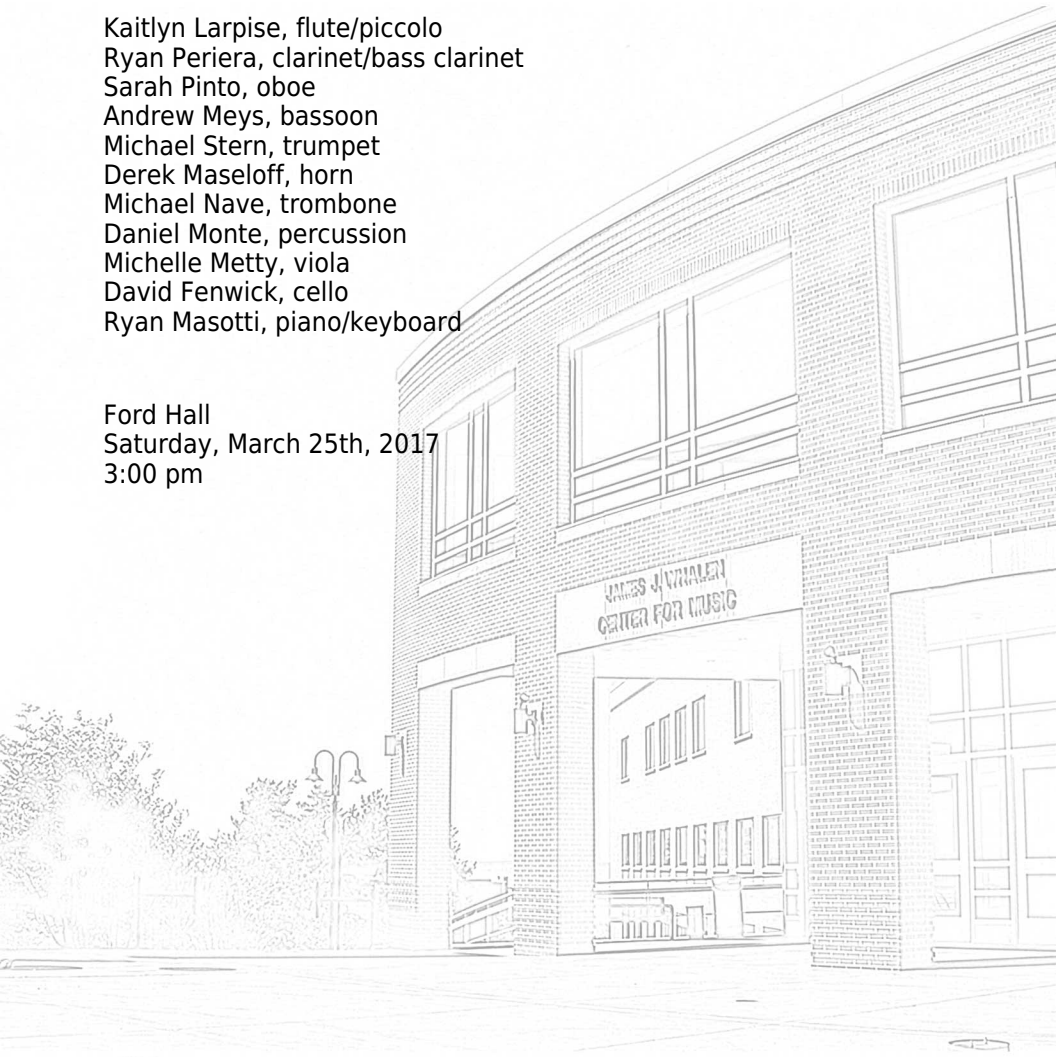 Kaitlyn Larpise, flute/piccolo
Ryan Periera, clarinet/bass clarinet
Sarah Pinto, oboe
Andrew Meys, bassoon
Michael Stern, trumpet
Derek Maseloff, horn
Michael Nave, trombone
Daniel Monte, percussion
Michelle Metty, viola
David Fenwick, cello
Ryan Masotti, piano/keyboard
Ford Hall
Saturday, March 25th, 2017
3:00 pm
JAMES J. WHALEN
CENTER FOR MUSIC